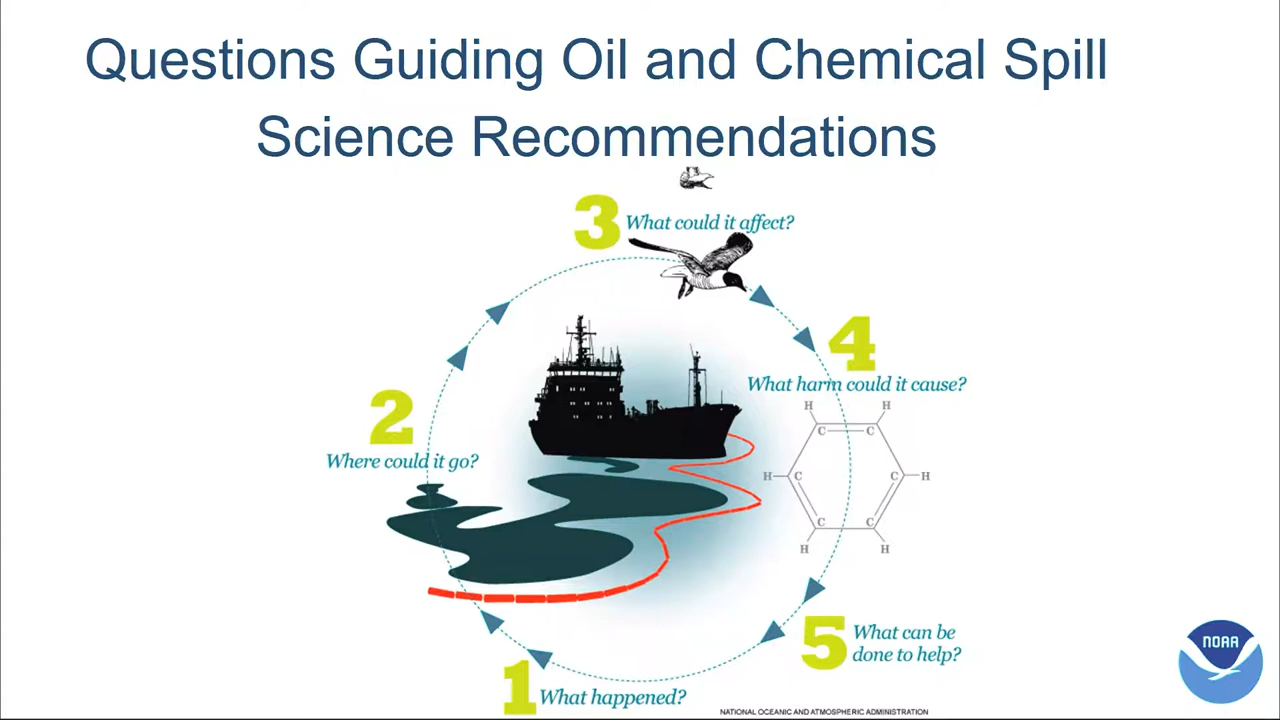 Questions Guiding Oil and Chemical Spill
Science Recommendations
3 What could it affect?
4
What harm could it cause?
2
Where could it go?
H H
C C
H C C H
C C
H H
5 What can be
done to help?
1 What happened?
NATIONAL OCEANIC AND ATMOSPHERIC ADMINISTRATION
NOAA